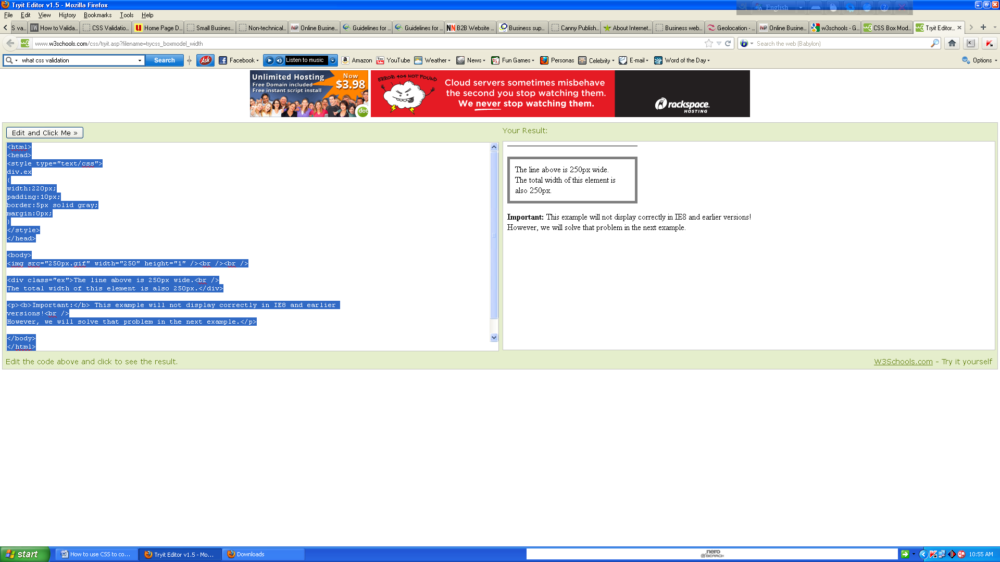 Tryit Editor v1.5 - Mozilla Firefox
English
File Edit View History Bookmarks Tools Help
S va... How to Valida... CSS Validatio... Home Page D... Small Business... Non-technical... Online Busine... Guidelines for ... Guidelines for ... B2B Website ... Business sup... Canny Publish... About Internet... Business web... Geolocation - ... Online Busine... w3schools - G... CSS Box Mod... Tryit Editor...
www.w3schools.com/css/tryit.asp?filename=trycss_boxmodel_width
Search the web (Babylon)
what css validation Search Ask Facebook Listen to music Amazon YouTube Weather News Fun Games Personas Celebrity E-mail Word of the Day Options
Unlimited Hosting
Free Domain included
Free instant script install
Now
$3.98
dot
ERROR: 404 NOT FOUND
Cloud servers sometimes misbehave
the second you stop watching them.
We never stop watching them.
rackspace.
HOSTING
Edit and Click Me »
<html>
<head>
<style type="text/css">
div.ex
{
width:220px;
padding:10px;
border:5px solid gray;
margin:0px;
}
</style>
</head>
<body>
<img src="250px.gif" width="250" height="1" /><br /><br />
<div class="ex">The line above is 250px wide.<br />
The total width of this element is also 250px.</div>
<p><b>Important:</b> This example will not display correctly in IE8 and earlier
versions!<br />
However, we will solve that problem in the next example.</p>
</body>
</html>
Your Result:
The line above is 250px wide.
The total width of this element is
also 250px.
Important: This example will not display correctly in IE8 and earlier versions!
However, we will solve that problem in the next example.
Edit the code above and click to see the result.
W3Schools.com - Try it yourself
start
How to use CSS to co...
Tryit Editor v1.5 - Mo...
Downloads
nero
SEARCH
10:55 AM